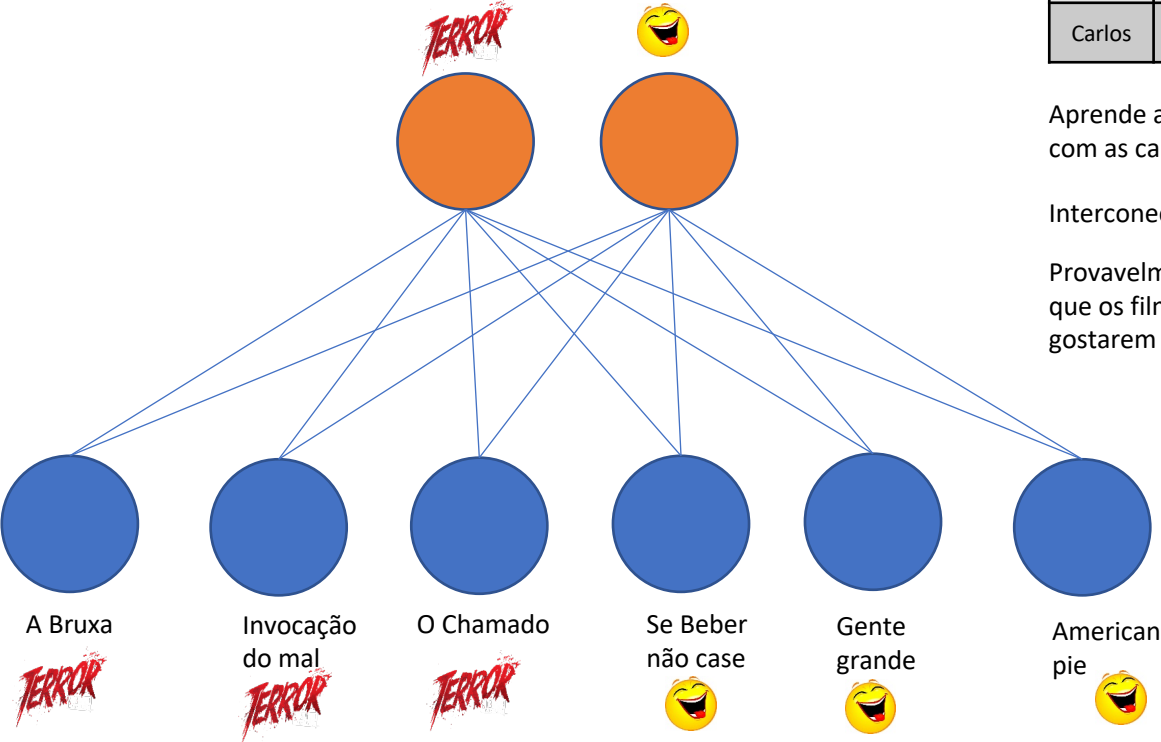 TERROR
Carlos
Aprende a
com as ca
Interone
Provavelm
que os film
gostarem
A Bruxa
TERROR
Invocação
do mal
TERROR
O Chamado
TERROR
Se Beber
não case
Gente
grande
American
pie